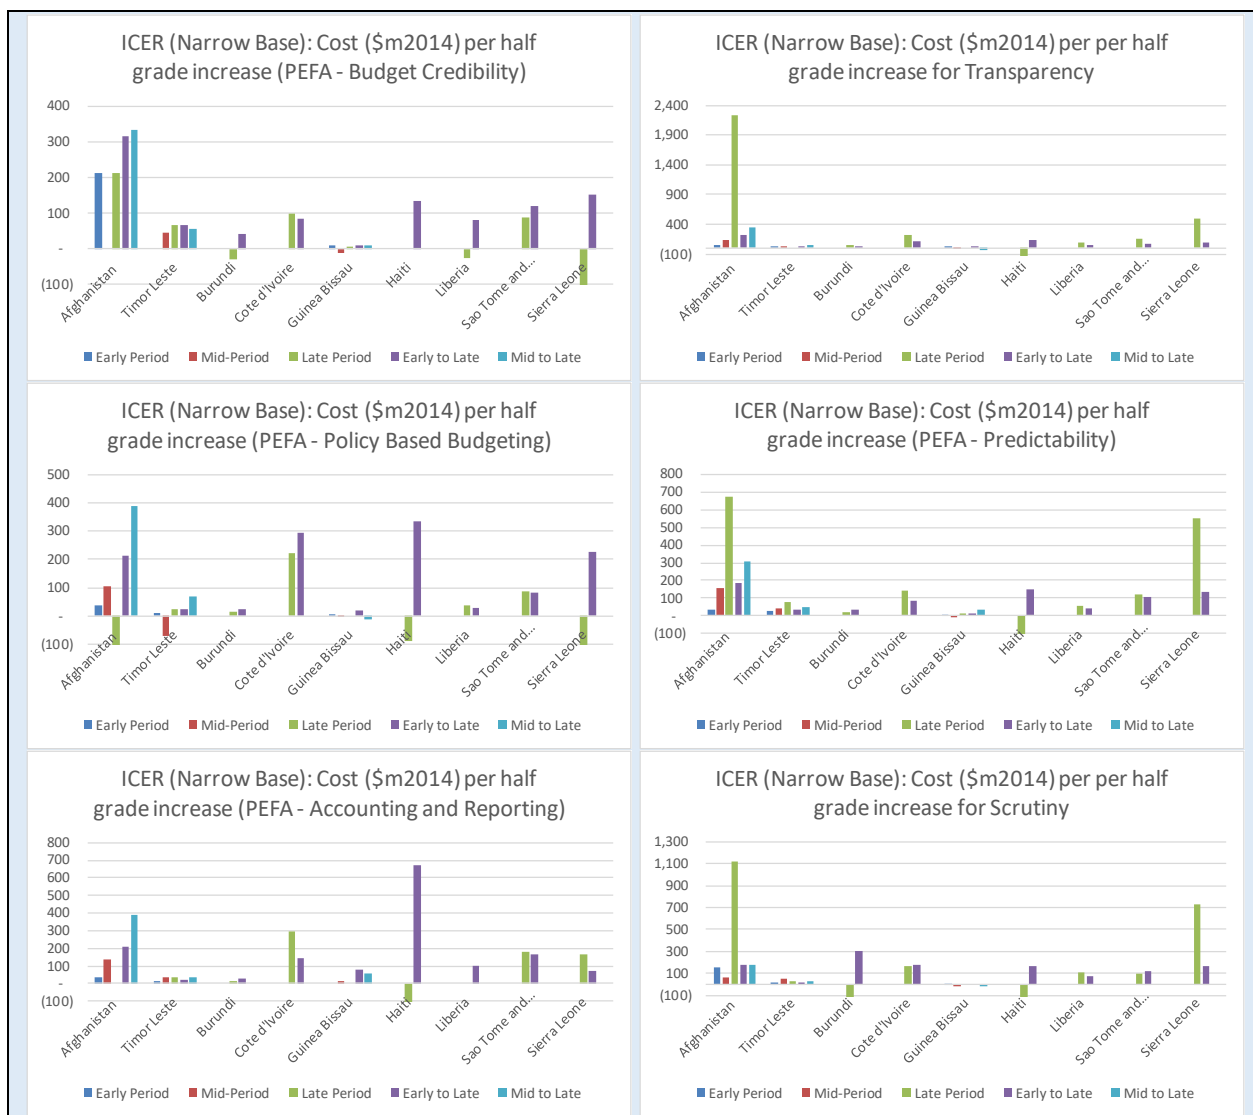 ICER (Narrow Base): Cost ($m2014) per half
grade increase (PEFA - Budget Credibility)
400
300
200
100
-
(100)
Afghanistan
Timor Leste
Burundi
Cote d'Ivoire
Guinea Bissau
Haiti
Liberia
Sao Tome and...
Sierra Leone
Early Period Mid-Period Late Period Early to Late Mid to Late
ICER (Narrow Base): Cost ($m2014) per per half
grade increase for Transparency
2,400
1,900
1,400
900
400
(100)
Afghanistan
Timor Leste
Burundi
Cote d'Ivoire
Guinea Bissau
Haiti
Liberia
Sao Tome and...
Sierra Leone
Early Period Mid-Period Late Period Early to Late Mid to Late
ICER (Narrow Base): Cost ($m2014) per half
grade increase (PEFA - Policy Based Budgeting)
500
400
300
200
100
-
(100)
Afghanistan
Timor Leste
Burundi
Cote d'Ivoire
Guinea Bissau
Haiti
Liberia
Sao Tome and...
Sierra Leone
Early Period Mid-Period Late Period Early to Late Mid to Late
ICER (Narrow Base): Cost ($m2014) per half
grade increase (PEFA - Predictability)
800
700
600
500
400
300
200
100
-
(100)
Afghanistan
Timor Leste
Burundi
Cote d'Ivoire
Guinea Bissau
Haiti
Liberia
Sao Tome and...
Sierra Leone
Early Period Mid-Period Late Period Early to Late Mid to Late
ICER (Narrow Base): Cost ($m2014) per half
grade increase (PEFA - Accounting and Reporting)
800
700
600
500
400
300
200
100
-
(100)
Afghanistan
Timor Leste
Burundi
Cote d'Ivoire
Guinea Bissau
Haiti
Liberia
Sao Tome and...
Sierra Leone
Early Period Mid-Period Late Period Early to Late Mid to Late
ICER (Narrow Base): Cost ($m2014) per per half
grade increase for Scrutiny
1,300
1,100
900
700
500
300
100
(100)
Afghanistan
Timor Leste
Burundi
Cote d'Ivoire
Guinea Bissau
Haiti
Liberia
Sao Tome and...
Sierra Leone
Early Period Mid-Period Late Period Early to Late Mid to Late